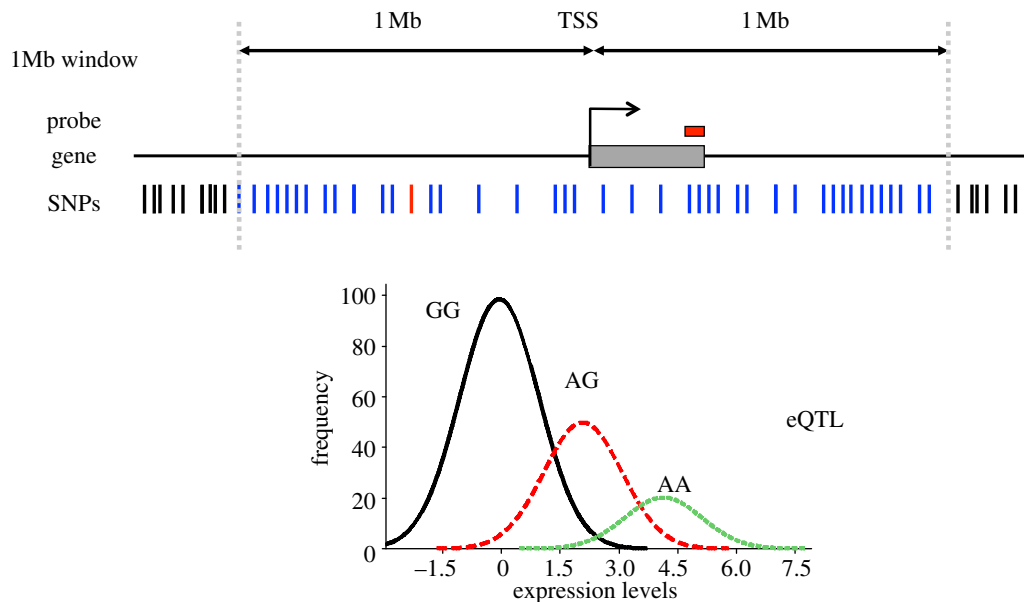 1 Mb TSS 1 Mb
1Mb window
probe
gene
SNPs
100
80
60
40
20
0
frequency
GG
AG
AA
eQTL
–1.5 0 1.5 3.0 4.5 6.0 7.5
expression levels